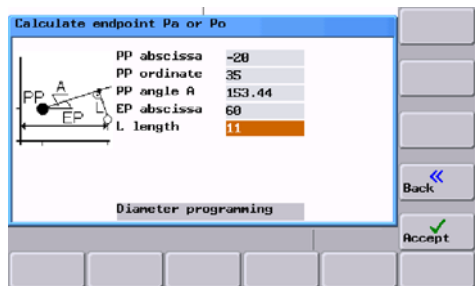 Calculate endpoint Pa or Po
PP abscissa -20
PP ordinate 35
PP angle A 153.44
EP abscissa 60
L length 11
PP A L EP
Diameter programming
Back
Accept